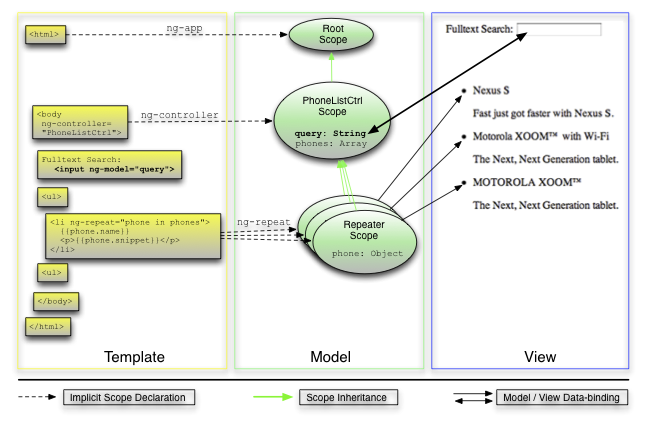 <html>
ng-app
Root
Scope
<body
ng-controller=
"PhoneListCtrl">
ng-controller
PhoneListCtrl
Scope
query: String
phones: Array
Fulltext Search:
<input ng-model="query">
<ul>
<li ng-repeat="phone in phones">
{{phone.name}}
<p>{{phone.snippet}}</p>
</li>
ng-repeat
Repeater
Scope
phone: Object
<ul>
</body>
</html>
Template
Model
Fulltext Search:
Nexus S
Fast just got faster with Nexus S.
Motorola XOOM™ with Wi-Fi
The Next, Next Generation tablet.
MOTOROLA XOOM™
The Next, Next Generation tablet.
View
Implicit Scope Declaration
Scope Inheritance
Model / View Data-binding